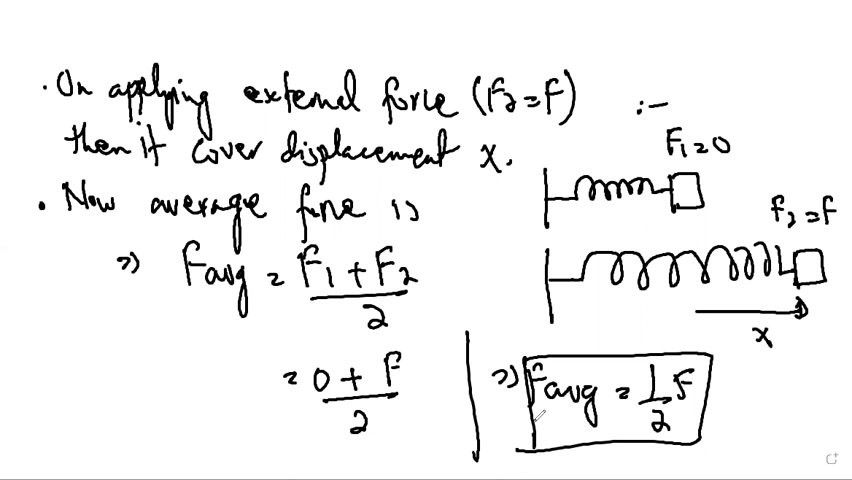 . On applying external force (F₂ = F) :-
then it cover displacement x.
F₁ = 0
. Now average force is
F₂ = F
=> Favg = F₁ + F₂ / 2
x
= 0 + F / 2
=> Favg = 1/2 F